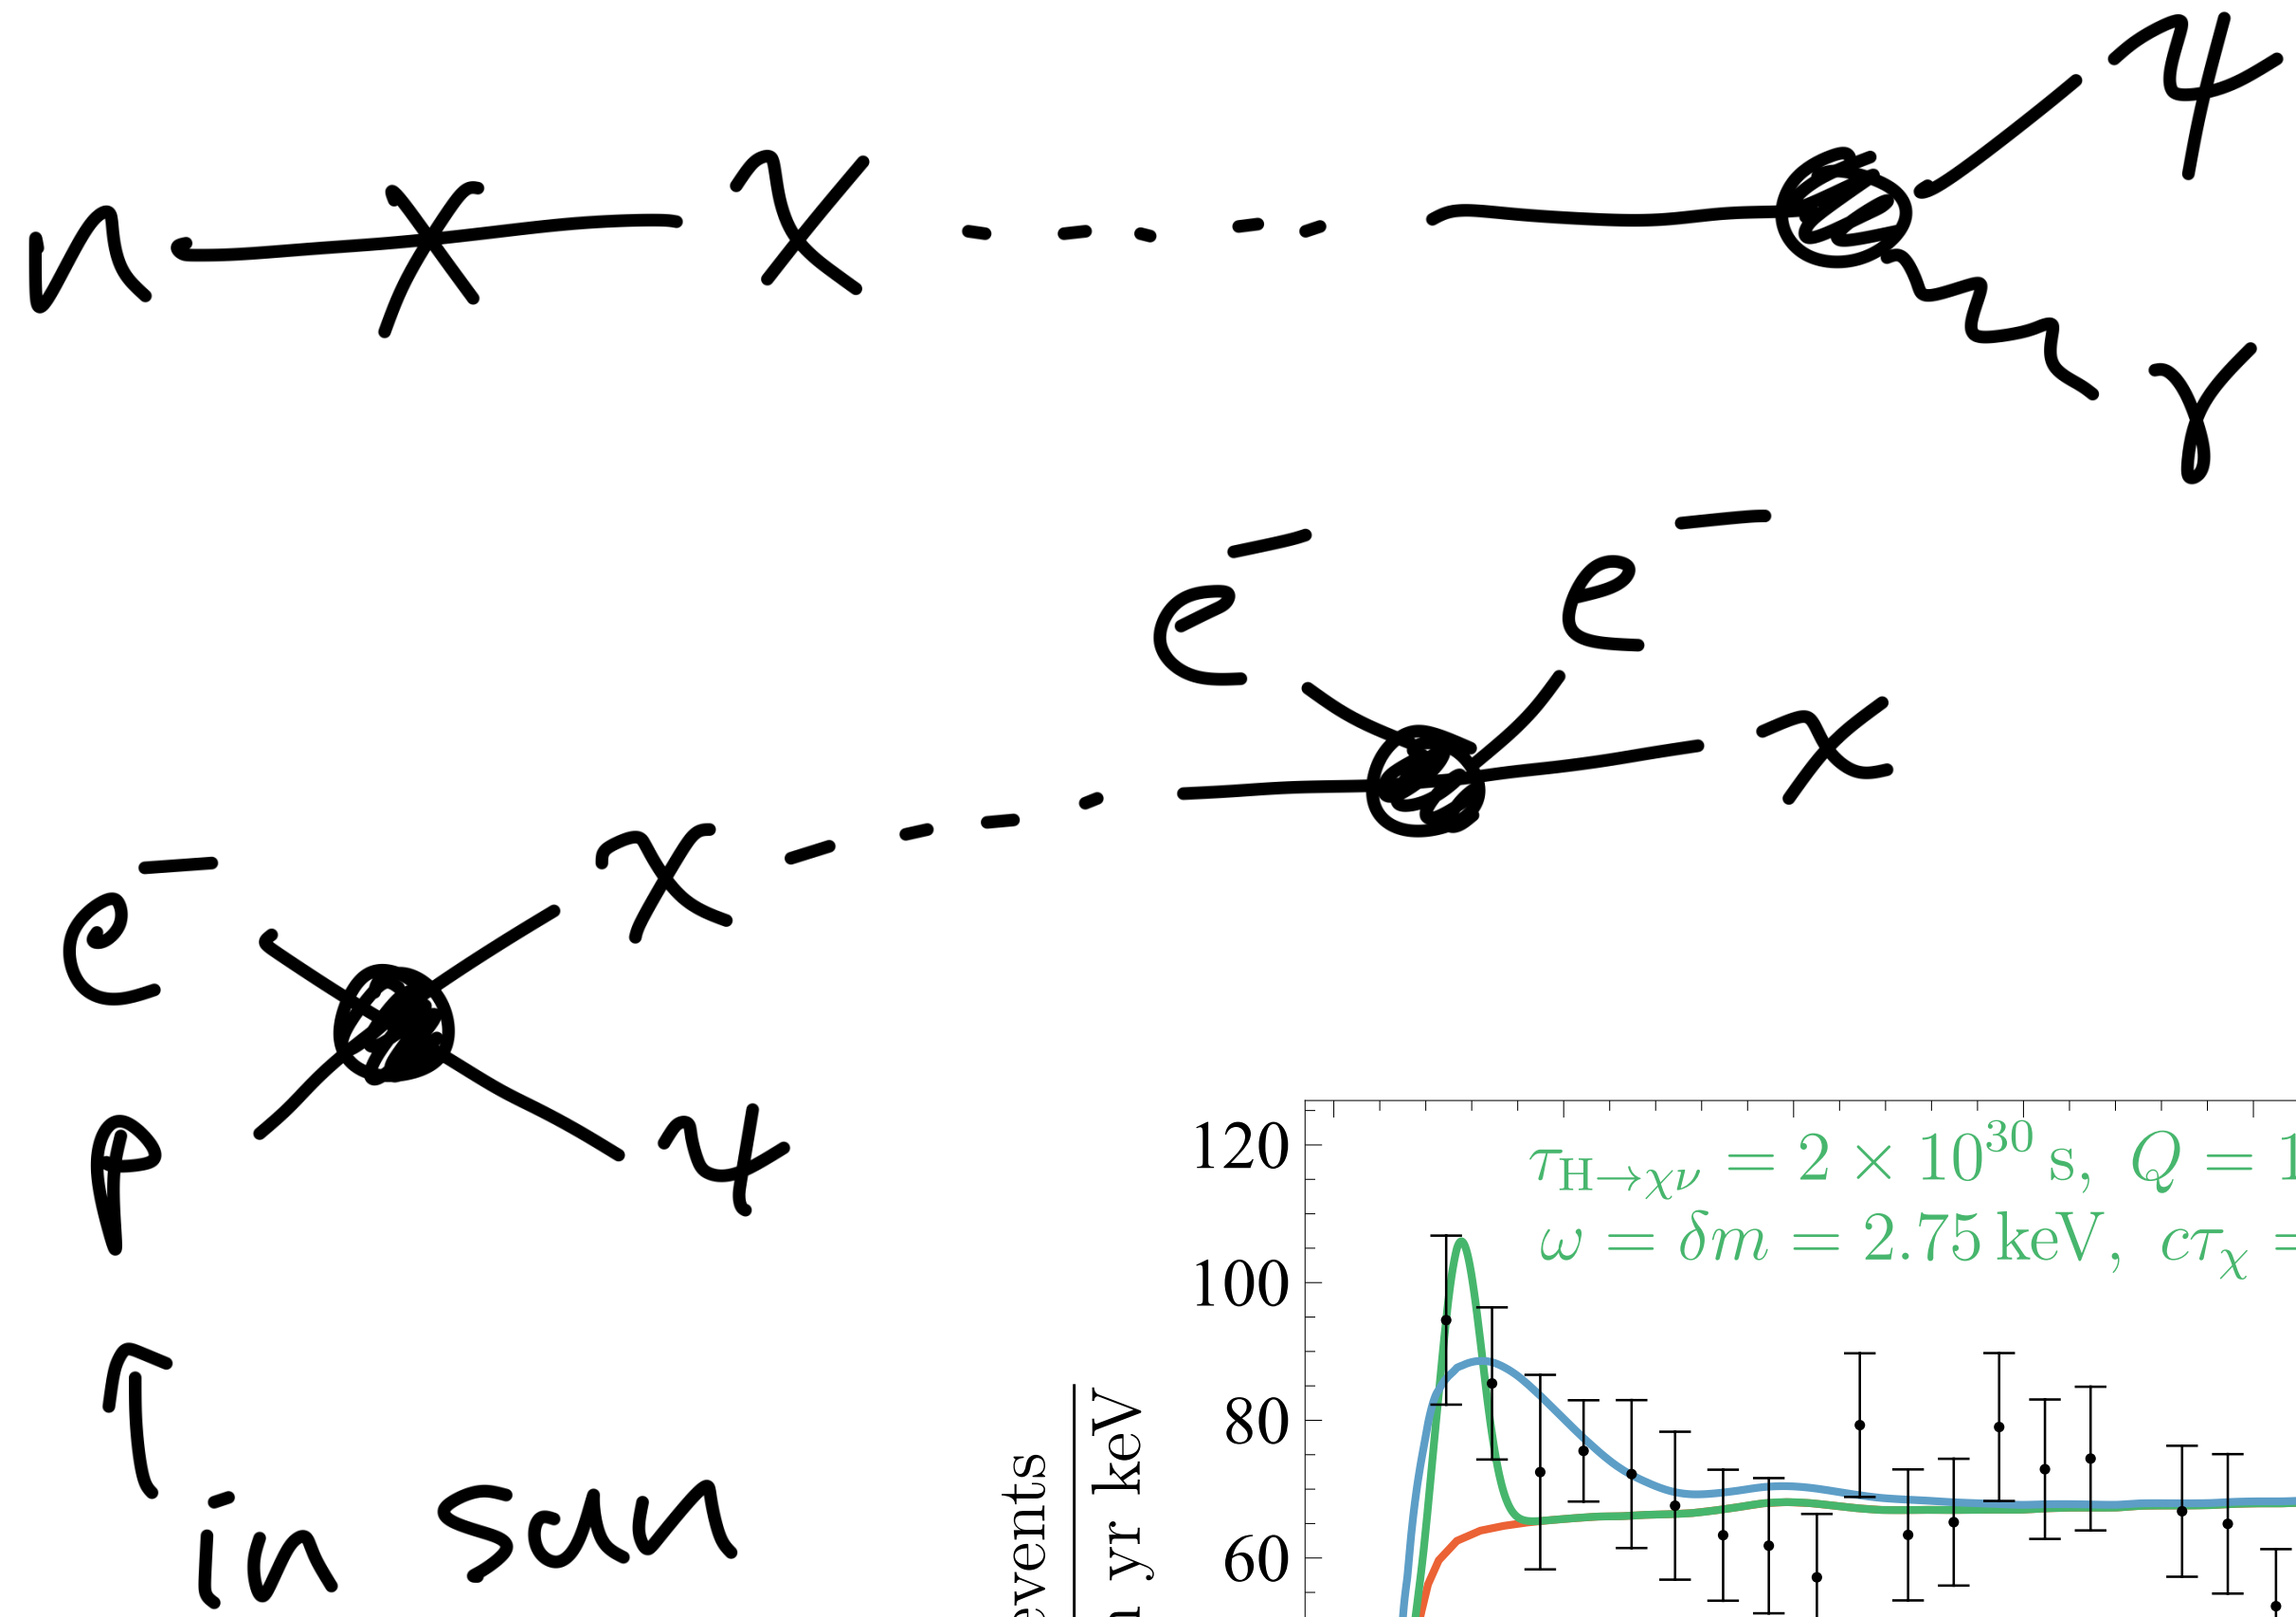 n χ ψ
γ
e⁻ e⁻
χ
e⁻ χ
p ψ
↑
in sun
events
yr keV
120
100
80
60
τ_{H→χν} = 2 × 10^{30} s, Q = 1
ω = δm = 2.75 keV, cτ_χ =